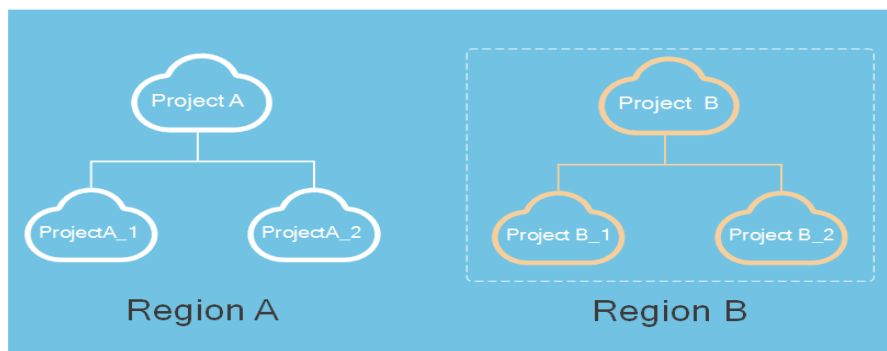 Project A
Project B
ProjectA_1
ProjectA_2
Project B_1
Project B_2
Region A
Region B